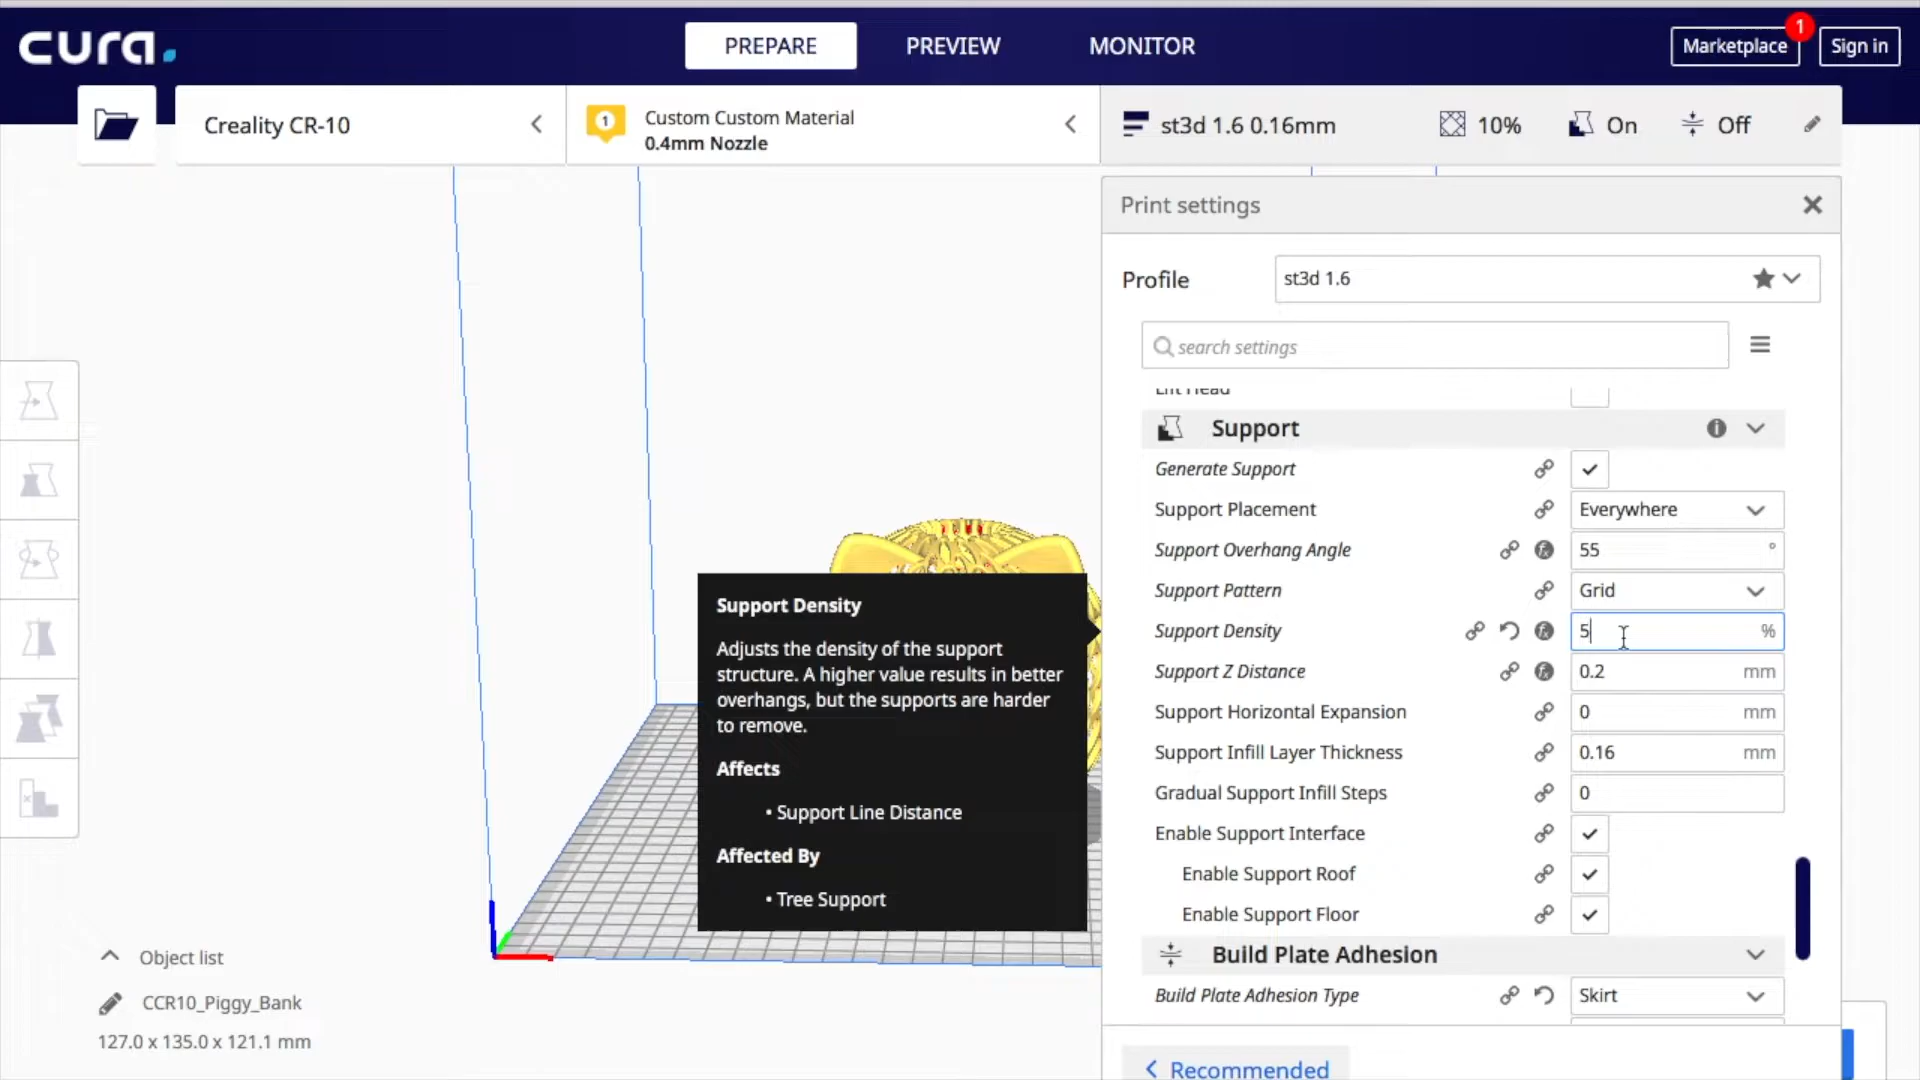 cura.
PREPARE
PREVIEW
MONITOR
Marketplace
1
Sign in
Creality CR-10
1
Custom Custom Material
0.4mm Nozzle
st3d 1.6 0.16mm
10%
On
Off
Print settings
Profile
st3d 1.6
search settings
Lift Head
Support
Generate Support
Support Placement
Everywhere
Support Overhang Angle
55 °
Support Pattern
Grid
Support Density
5 %
Support Z Distance
0.2 mm
Support Horizontal Expansion
0 mm
Support Infill Layer Thickness
0.16 mm
Gradual Support Infill Steps
0
Enable Support Interface
Enable Support Roof
Enable Support Floor
Build Plate Adhesion
Build Plate Adhesion Type
Skirt
Recommended
Support Density
Adjusts the density of the support
structure. A higher value results in better
overhangs, but the supports are harder
to remove.
Affects
• Support Line Distance
Affected By
• Tree Support
Object list
CCR10_Piggy_Bank
127.0 x 135.0 x 121.1 mm